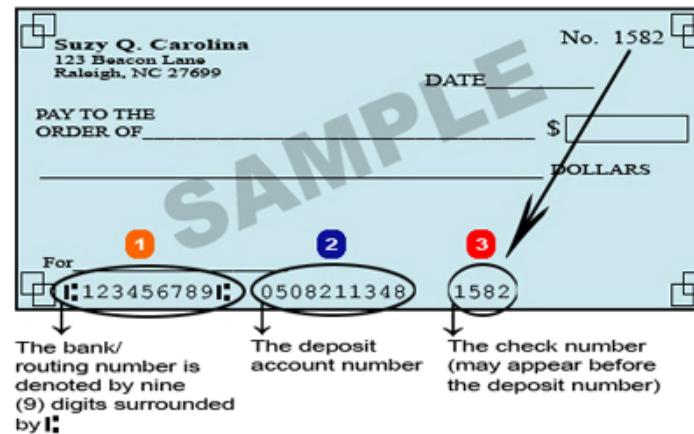 Suzy Q. Carolina
123 Beacon Lane
Raleigh, NC 27699
No. 1582
DATE
PAY TO THE
ORDER OF
$
DOLLARS
SAMPLE
1
2
3
For
⑆123456789⑆ 0508211348 1582
The bank/
routing number is
denoted by nine
(9) digits surrounded
by ⑆
The deposit
account number
The check number
(may appear before
the deposit number)